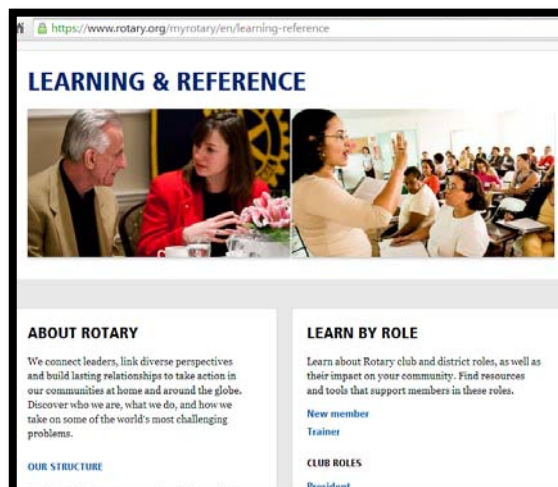 https://www.rotary.org/myrotary/en/learning-reference
LEARNING & REFERENCE
ABOUT ROTARY
We connect leaders, link diverse perspectives
and build lasting relationships to take action in
our communities at home and around the globe.
Discover who we are, what we do, and how we
take on some of the world's most challenging
problems.
OUR STRUCTURE
LEARN BY ROLE
Learn about Rotary club and district roles, as well as
their impact on your community. Find resources
and tools that support members in these roles.
New member
Trainer
CLUB ROLES
President